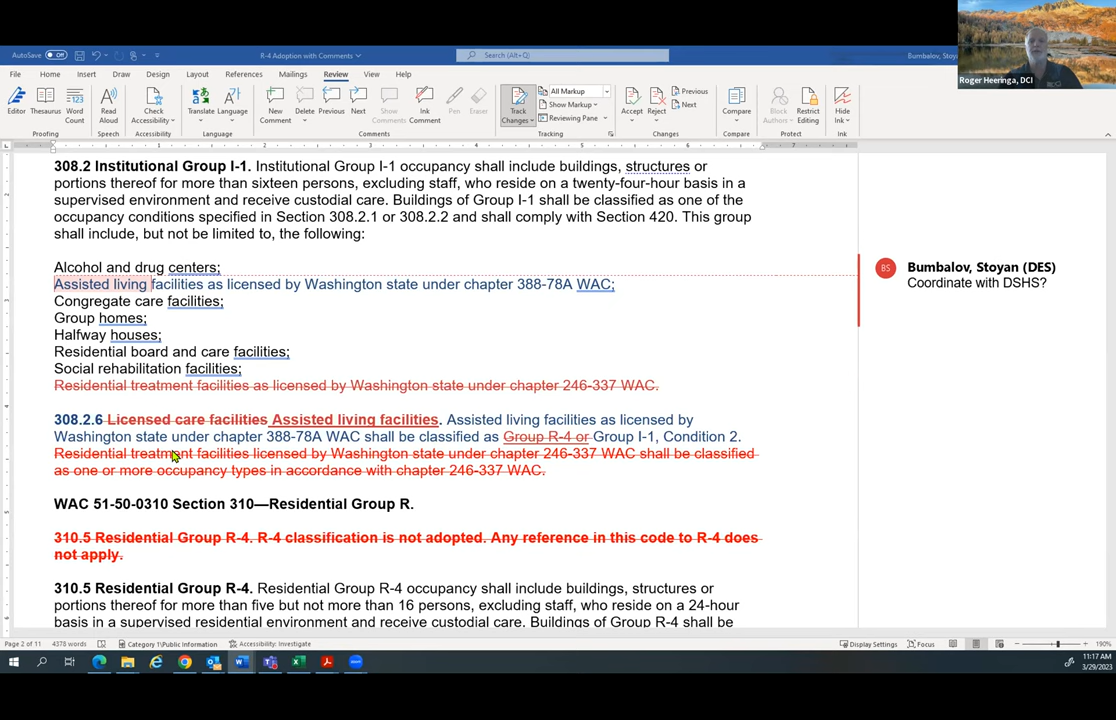 Roger Heeringa, DCI
AutoSave Off
R-4 Adoption with Comments
Search (Alt+Q)
Bumbalov, Stoyan
File Home Insert Draw Design Layout References Mailings Review View Help
Editor Thesaurus Word Count Read Aloud Check Accessibility Translate Language New Comment Delete Previous Next Show Comments Ink Comment Pen Eraser Track Changes All Markup Show Markup Reviewing Pane Accept Reject Previous Next Compare Block Authors Restrict Editing Hide Ink
Proofing Speech Accessibility Language Comments Tracking Changes Compare Protect Ink
308.2 Institutional Group I-1. Institutional Group I-1 occupancy shall include buildings, structures or
portions thereof for more than sixteen persons, excluding staff, who reside on a twenty-four-hour basis in a
supervised environment and receive custodial care. Buildings of Group I-1 shall be classified as one of the
occupancy conditions specified in Section 308.2.1 or 308.2.2 and shall comply with Section 420. This group
shall include, but not be limited to, the following:
Alcohol and drug centers;
Assisted living facilities as licensed by Washington state under chapter 388-78A WAC;
Congregate care facilities;
Group homes;
Halfway houses;
Residential board and care facilities;
Social rehabilitation facilities;
Residential treatment facilities as licensed by Washington state under chapter 246-337 WAC.
308.2.6 Licensed care facilities Assisted living facilities. Assisted living facilities as licensed by
Washington state under chapter 388-78A WAC shall be classified as Group R-4 or Group I-1, Condition 2.
Residential treatment facilities licensed by Washington state under chapter 246-337 WAC shall be classified
as one or more occupancy types in accordance with chapter 246-337 WAC.
WAC 51-50-0310 Section 310—Residential Group R.
310.5 Residential Group R-4. R-4 classification is not adopted. Any reference in this code to R-4 does
not apply.
310.5 Residential Group R-4. Residential Group R-4 occupancy shall include buildings, structures or
portions thereof for more than five but not more than 16 persons, excluding staff, who reside on a 24-hour
basis in a supervised residential environment and receive custodial care. Buildings of Group R-4 shall be
BS Bumbalov, Stoyan (DES)
Coordinate with DSHS?
Page 2 of 11 4378 words Category 1\Public Information Accessibility: Investigate Display Settings Focus 190%
11:17 AM
3/29/2023